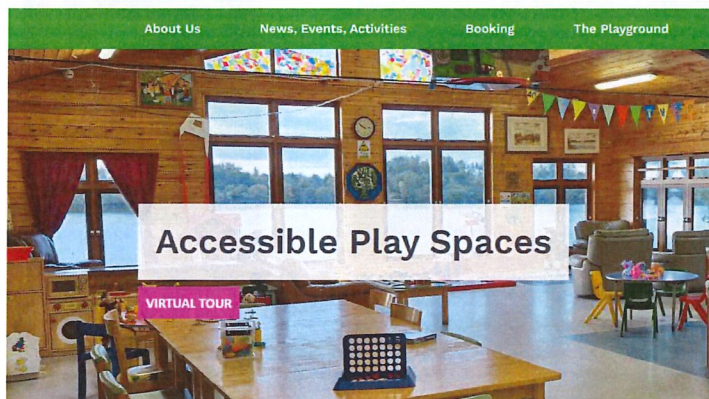 About Us News, Events, Activities Booking The Playground
Accessible Play Spaces
VIRTUAL TOUR